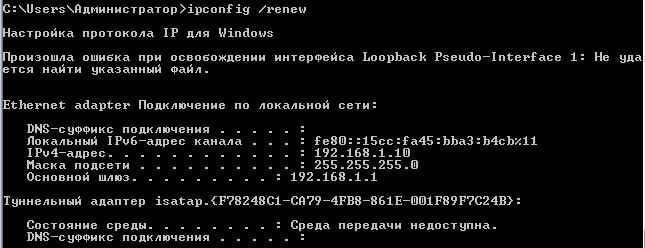 C:\Users\Администратор>ipconfig /renew
Настройка протокола IP для Windows
Произошла ошибка при освобождении интерфейса Loopback Pseudo-Interface 1: Не уда
ется найти указанный файл.
Ethernet adapter Подключение по локальной сети:
DNS-суффикс подключения . . . . . :
Локальный IPv6-адрес канала . . . : fe80::15cc:fa45:bba3:b4cb%11
IPv4-адрес. . . . . . . . . . . . : 192.168.1.10
Маска подсети . . . . . . . . . . : 255.255.255.0
Основной шлюз. . . . . . . . . : 192.168.1.1
Туннельный адаптер isatap.{F78248C1-CA79-4FB8-861E-001F89F7C24B}:
Состояние среды. . . . . . . . : Среда передачи недоступна.
DNS-суффикс подключения . . . . . :